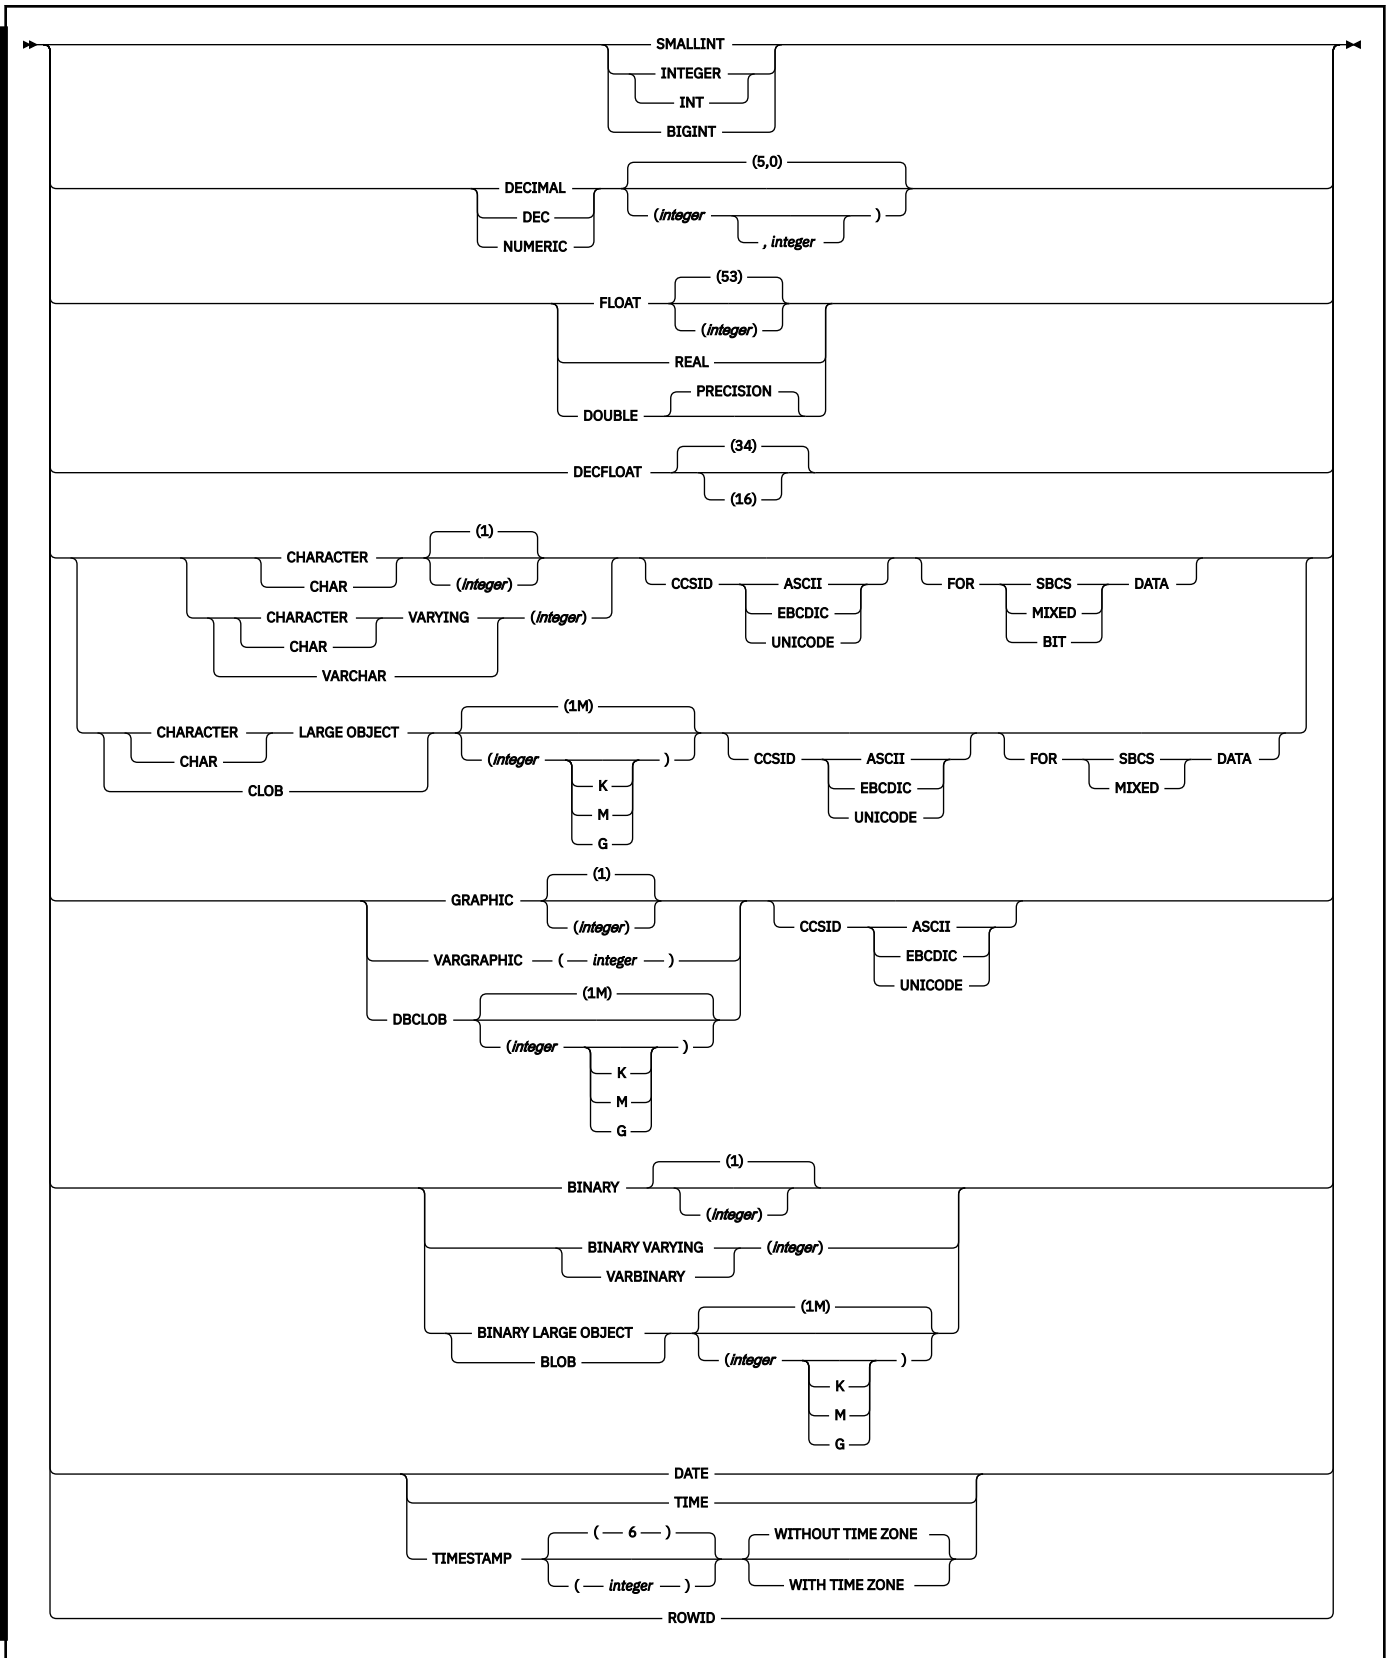 SMALLINT
INTEGER
INT
BIGINT
(5,0)
DECIMAL
DEC
(integer )
NUMERIC
, integer
(53)
FLOAT
(integer)
REAL
PRECISION
DOUBLE
(34)
DECFLOAT
(16)
(1)
CHARACTER
CHAR (integer) CCSID ASCII FOR SBCS DATA
CHARACTER VARYING (integer) EBCDIC MIXED
CHAR UNICODE BIT
VARCHAR
(1M)
CHARACTER LARGE OBJECT
CHAR (integer ) CCSID ASCII FOR SBCS DATA
CLOB K EBCDIC MIXED
M UNICODE
G
(1)
GRAPHIC
(integer) CCSID ASCII
VARGRAPHIC ( integer ) EBCDIC
UNICODE
(1M)
DBCLOB
(integer )
K
M
G
(1)
BINARY
(integer)
BINARY VARYING (integer)
VARBINARY
(1M)
BINARY LARGE OBJECT
BLOB (integer )
K
M
G
DATE
TIME
( 6 ) WITHOUT TIME ZONE
TIMESTAMP
( integer ) WITH TIME ZONE
ROWID